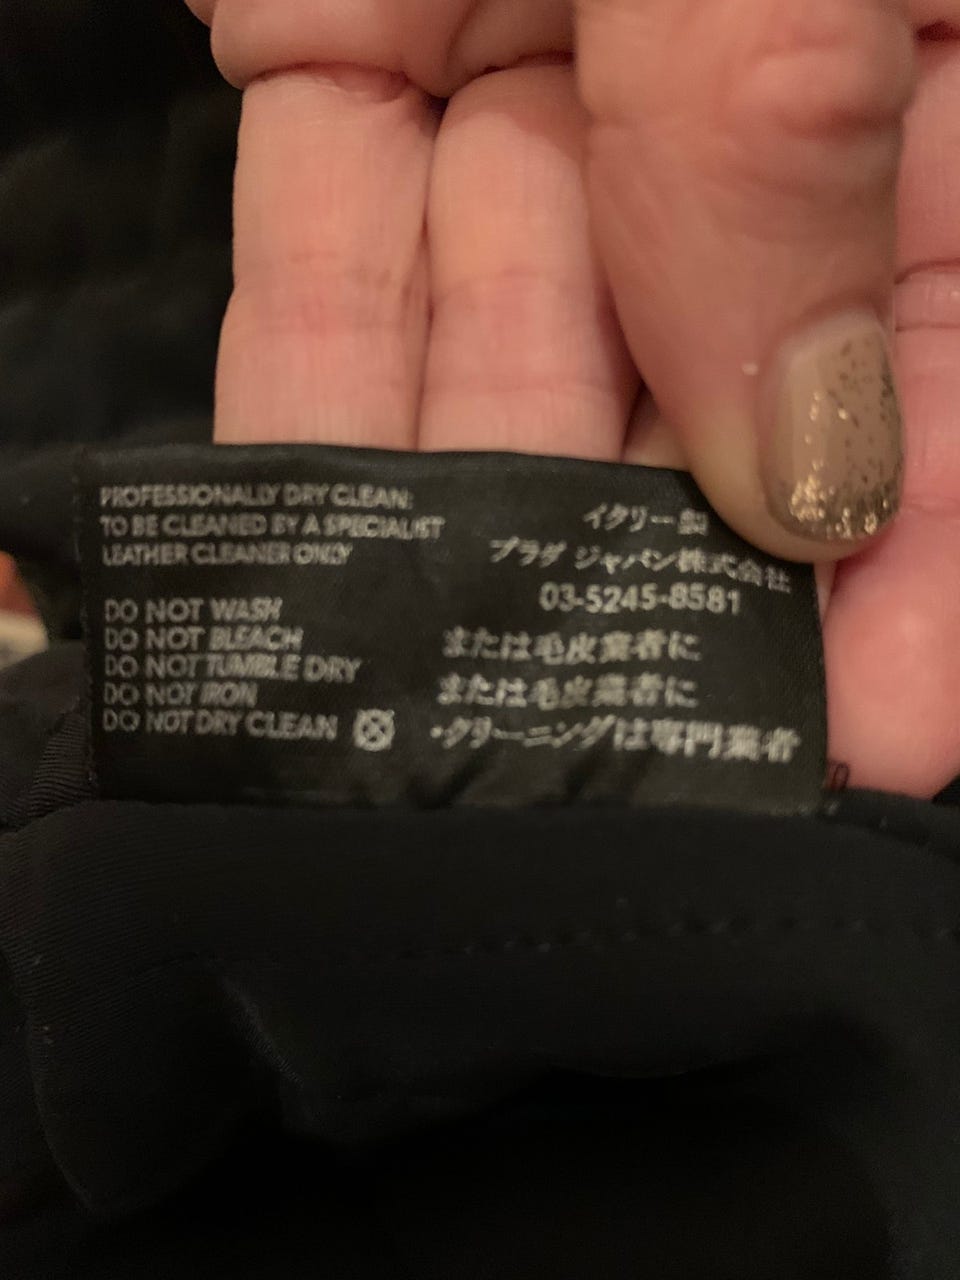 PROFESSIONALLY DRY CLEAN:
TO BE CLEANED BY A SPECIALIST
LEATHER CLEANER ONLY
DO NOT WASH
DO NOT BLEACH
DO NOT TUMBLE DRY
DO NOT IRON
DO NOT DRY CLEAN
イタリー製
プラダ ジャパン株式会社
03-5245-8581
または毛皮業者に
または毛皮業者に
・クリーニングは専門業者